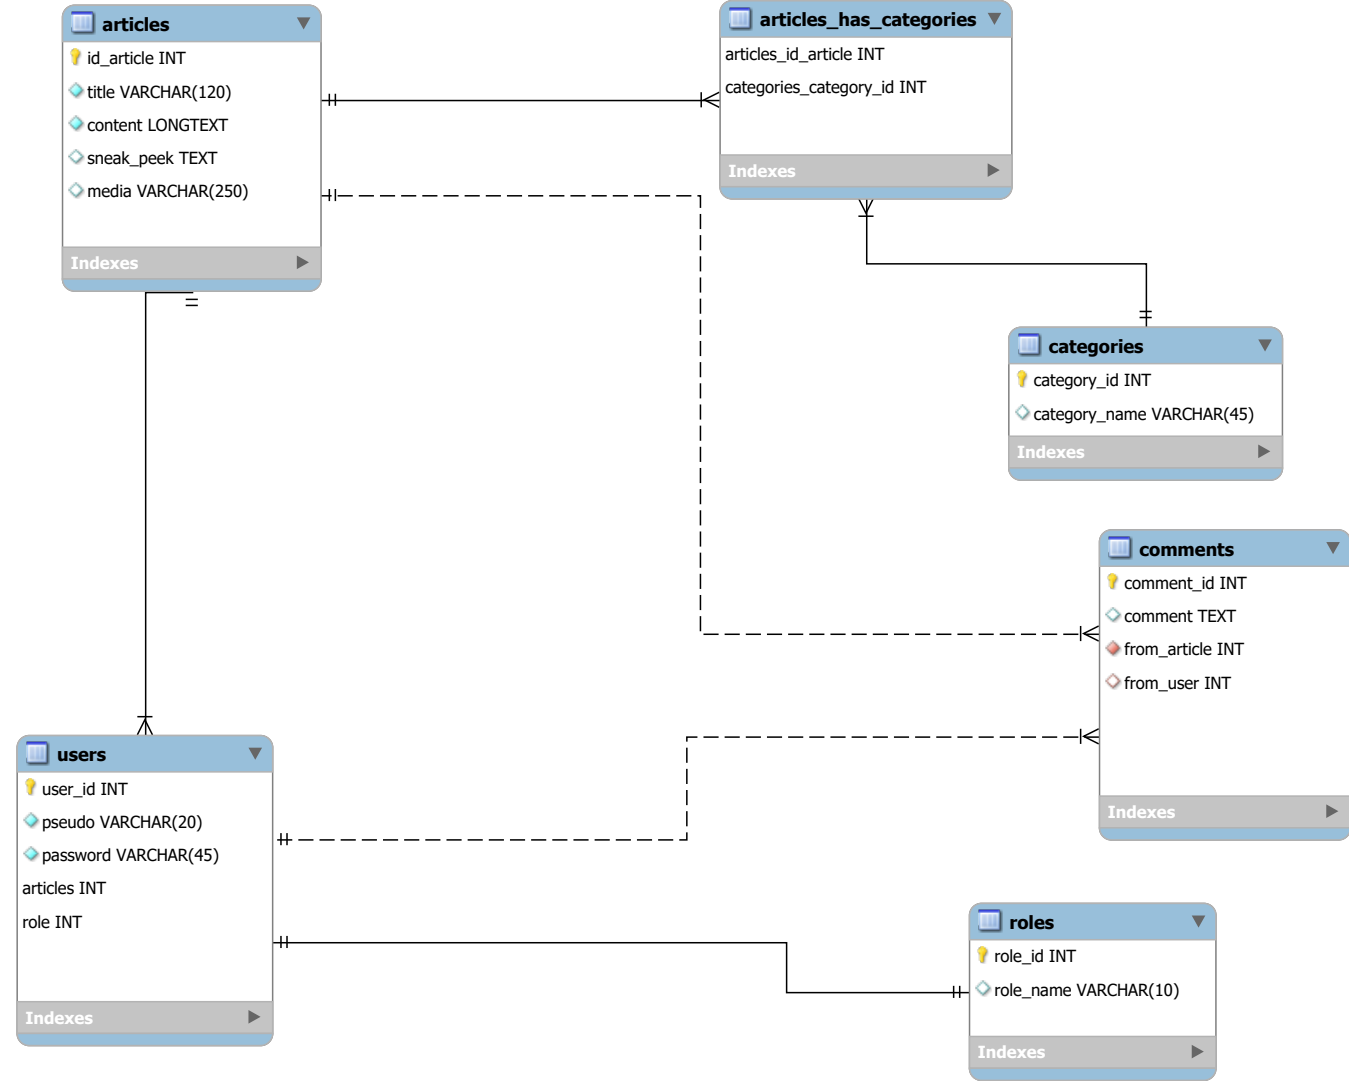 articles
id_article INT
title VARCHAR(120)
content LONGTEXT
sneak_peek TEXT
media VARCHAR(250)
Indexes
articles_has_categories
articles_id_article INT
categories_category_id INT
Indexes
categories
category_id INT
category_name VARCHAR(45)
Indexes
comments
comment_id INT
comment TEXT
from_article INT
from_user INT
Indexes
users
user_id INT
pseudo VARCHAR(20)
password VARCHAR(45)
articles INT
role INT
Indexes
roles
role_id INT
role_name VARCHAR(10)
Indexes